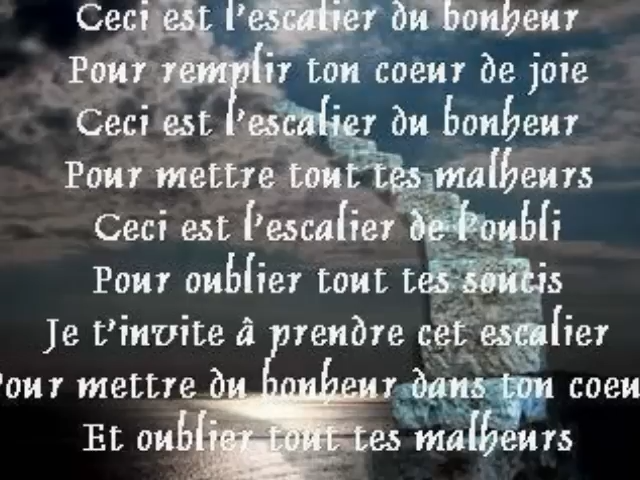 Ceci est l'escalier du bonheur
Pour remplir ton coeur de joie
Ceci est l'escalier du bonheur
Pour mettre tout tes malheurs
Ceci est l'escalier de l'oubli
Pour oublier tout tes soucis
Je t'invite â prendre cet escalier
Pour mettre du bonheur dans ton coeu
Et oublier tout tes malheurs